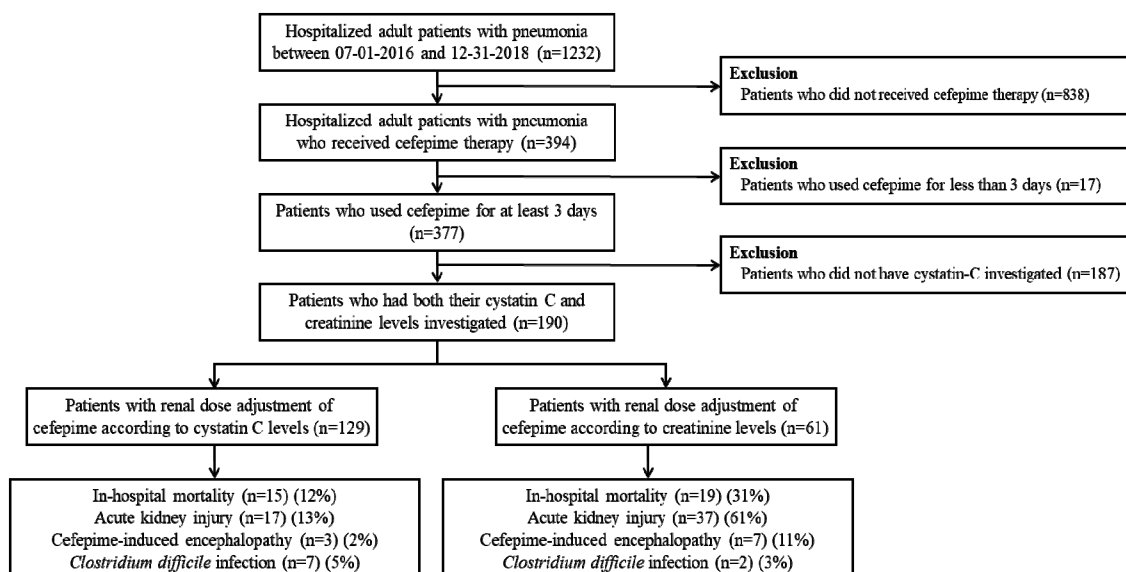 Hospitalized adult patients with pneumonia
between 07-01-2016 and 12-31-2018 (n=1232)
Exclusion
Patients who did not received cefepime therapy (n=838)
Hospitalized adult patients with pneumonia
who received cefepime therapy (n=394)
Exclusion
Patients who used cefepime for less than 3 days (n=17)
Patients who used cefepime for at least 3 days
(n=377)
Exclusion
Patients who did not have cystatin-C investigated (n=187)
Patients who had both their cystatin C and
creatinine levels investigated (n=190)
Patients with renal dose adjustment of
cefepime according to cystatin C levels (n=129)
Patients with renal dose adjustment of
cefepime according to creatinine levels (n=61)
In-hospital mortality (n=15) (12%)
Acute kidney injury (n=17) (13%)
Cefepime-induced encephalopathy (n=3) (2%)
Clostridium difficile infection (n=7) (5%)
In-hospital mortality (n=19) (31%)
Acute kidney injury (n=37) (61%)
Cefepime-induced encephalopathy (n=7) (11%)
Clostridium difficile infection (n=2) (3%)